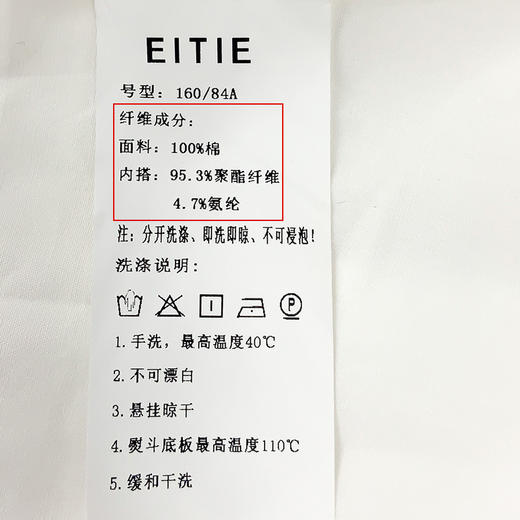 EITIE
号型：160/84A
纤维成分：
面料：100%棉
内搭：95.3%聚酯纤维
4.7%氨纶
注：分开洗涤、即洗即晾、不可浸泡！
洗涤说明：
1.手洗，最高温度40℃
2.不可漂白
3.悬挂晾干
4.熨斗底板最高温度110℃
5.缓和干洗